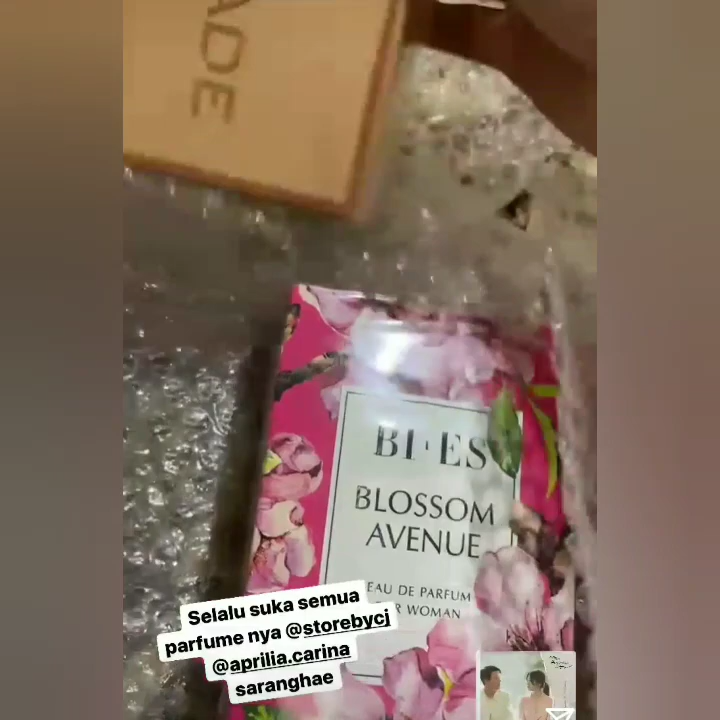 ADE
BI·ES
BLOSSOM
AVENUE
EAU DE PARFUM
WOMAN
Selalu suka semua
parfume nya @storebycj
@aprilia.carina
saranghae